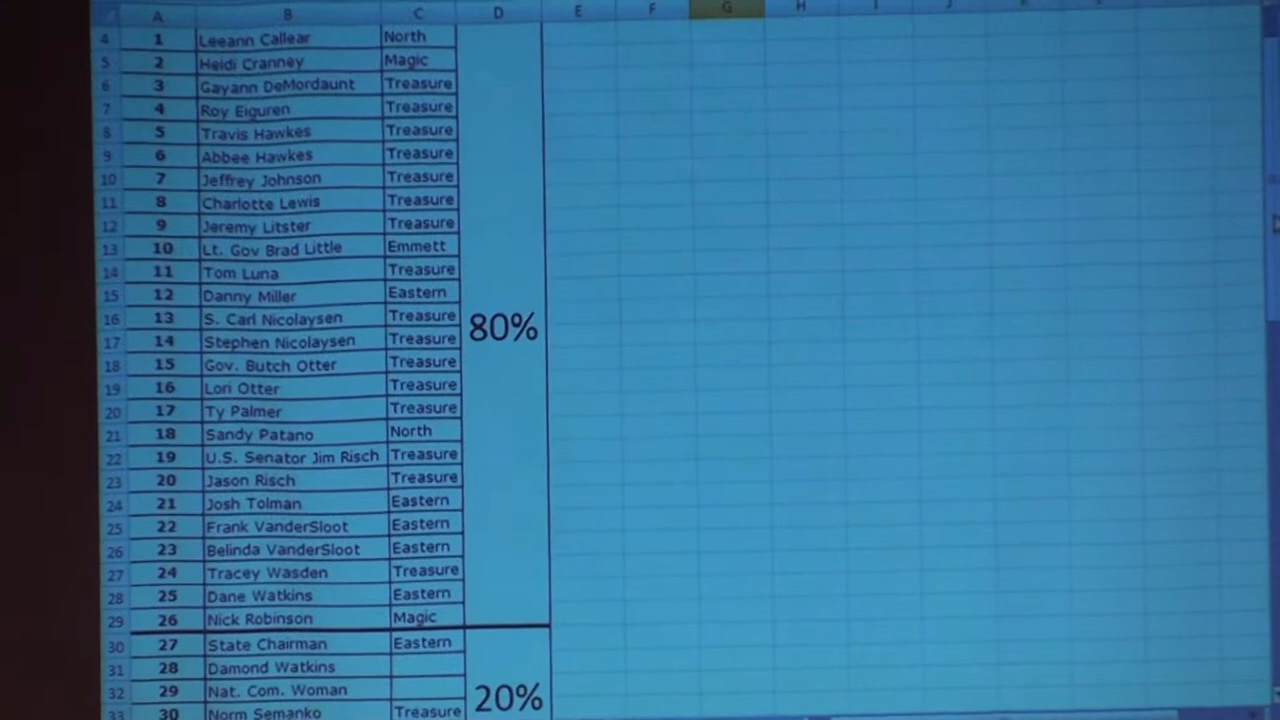 A B C D E F G H
4 1 Leeann Callear North
5 2 Heidi Cranney Magic
6 3 Gayann DeMordaunt Treasure
7 4 Roy Eiguren Treasure
8 5 Travis Hawkes Treasure
9 6 Abbee Hawkes Treasure
10 7 Jeffrey Johnson Treasure
11 8 Charlotte Lewis Treasure
12 9 Jeremy Litster Treasure
13 10 Lt. Gov Brad Little Emmett
14 11 Tom Luna Treasure
15 12 Danny Miller Eastern
16 13 S. Carl Nicolaysen Treasure 80%
17 14 Stephen Nicolaysen Treasure
18 15 Gov. Butch Otter Treasure
19 16 Lori Otter Treasure
20 17 Ty Palmer Treasure
21 18 Sandy Patano North
22 19 U.S. Senator Jim Risch Treasure
23 20 Jason Risch Treasure
24 21 Josh Tolman Eastern
25 22 Frank VanderSloot Eastern
26 23 Belinda VanderSloot Eastern
27 24 Tracey Wasden Treasure
28 25 Dane Watkins Eastern
29 26 Nick Robinson Magic
30 27 State Chairman Eastern
31 28 Damond Watkins
32 29 Nat. Com. Woman 20%
33 30 Norm Semanko Treasure